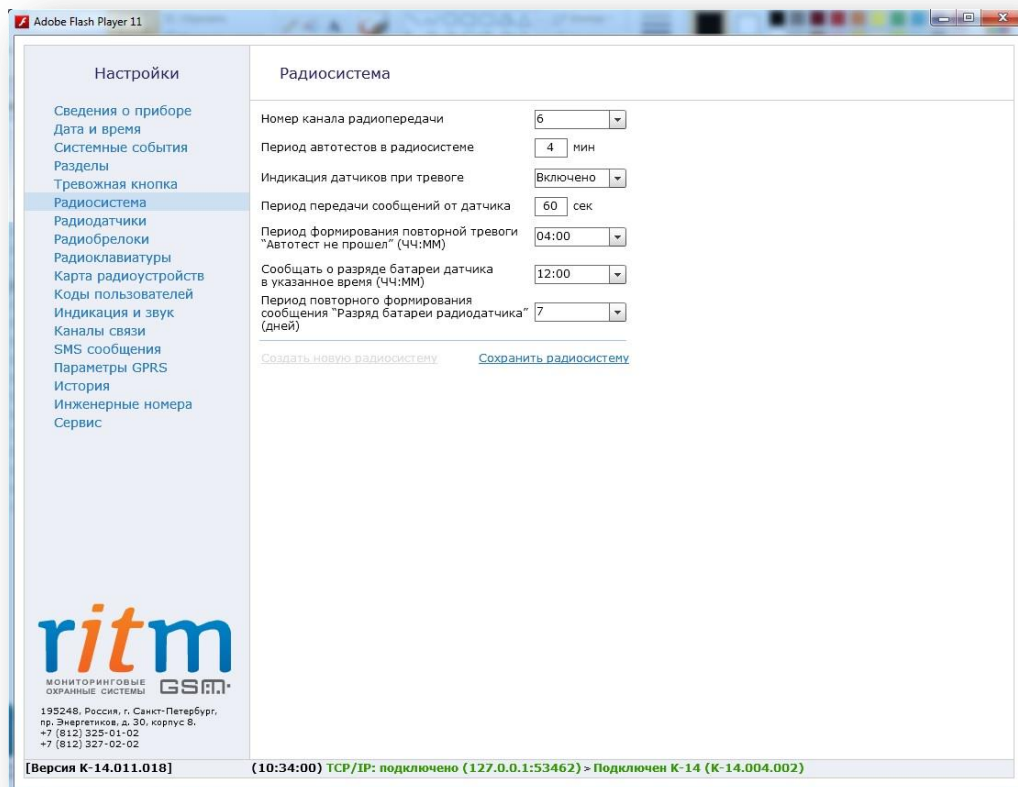 Adobe Flash Player 11
Настройки
Сведения о приборе
Дата и время
Системные события
Разделы
Тревожная кнопка
Радиосистема
Радиодатчики
Радиобрелоки
Радиоклавиатуры
Карта радиоустройств
Коды пользователей
Индикация и звук
Каналы связи
SMS сообщения
Параметры GPRS
История
Инженерные номера
Сервис
ritm
МОНИТОРИНГОВЫЕ
ОХРАННЫЕ СИСТЕМЫ
GSM
195248, Россия, г. Санкт-Петербург,
пр. Энергетиков, д. 30, корпус 8.
+7 (812) 325-01-02
+7 (812) 327-02-02
Радиосистема
Номер канала радиопередачи 6
Период автотестов в радиосистеме 4 мин
Индикация датчиков при тревоге Включено
Период передачи сообщений от датчика 60 сек
Период формирования повторной тревоги
"Автотест не прошел" (ЧЧ:ММ) 04:00
Сообщать о разряде батареи датчика
в указанное время (ЧЧ:ММ) 12:00
Период повторного формирования
сообщения "Разряд батареи радиодатчика" 7
(дней)
Создать новую радиосистему Сохранить радиосистему
[Версия К-14.011.018] (10:34:00) TCP/IP: подключено (127.0.0.1:53462) > Подключен К-14 (К-14.004.002)